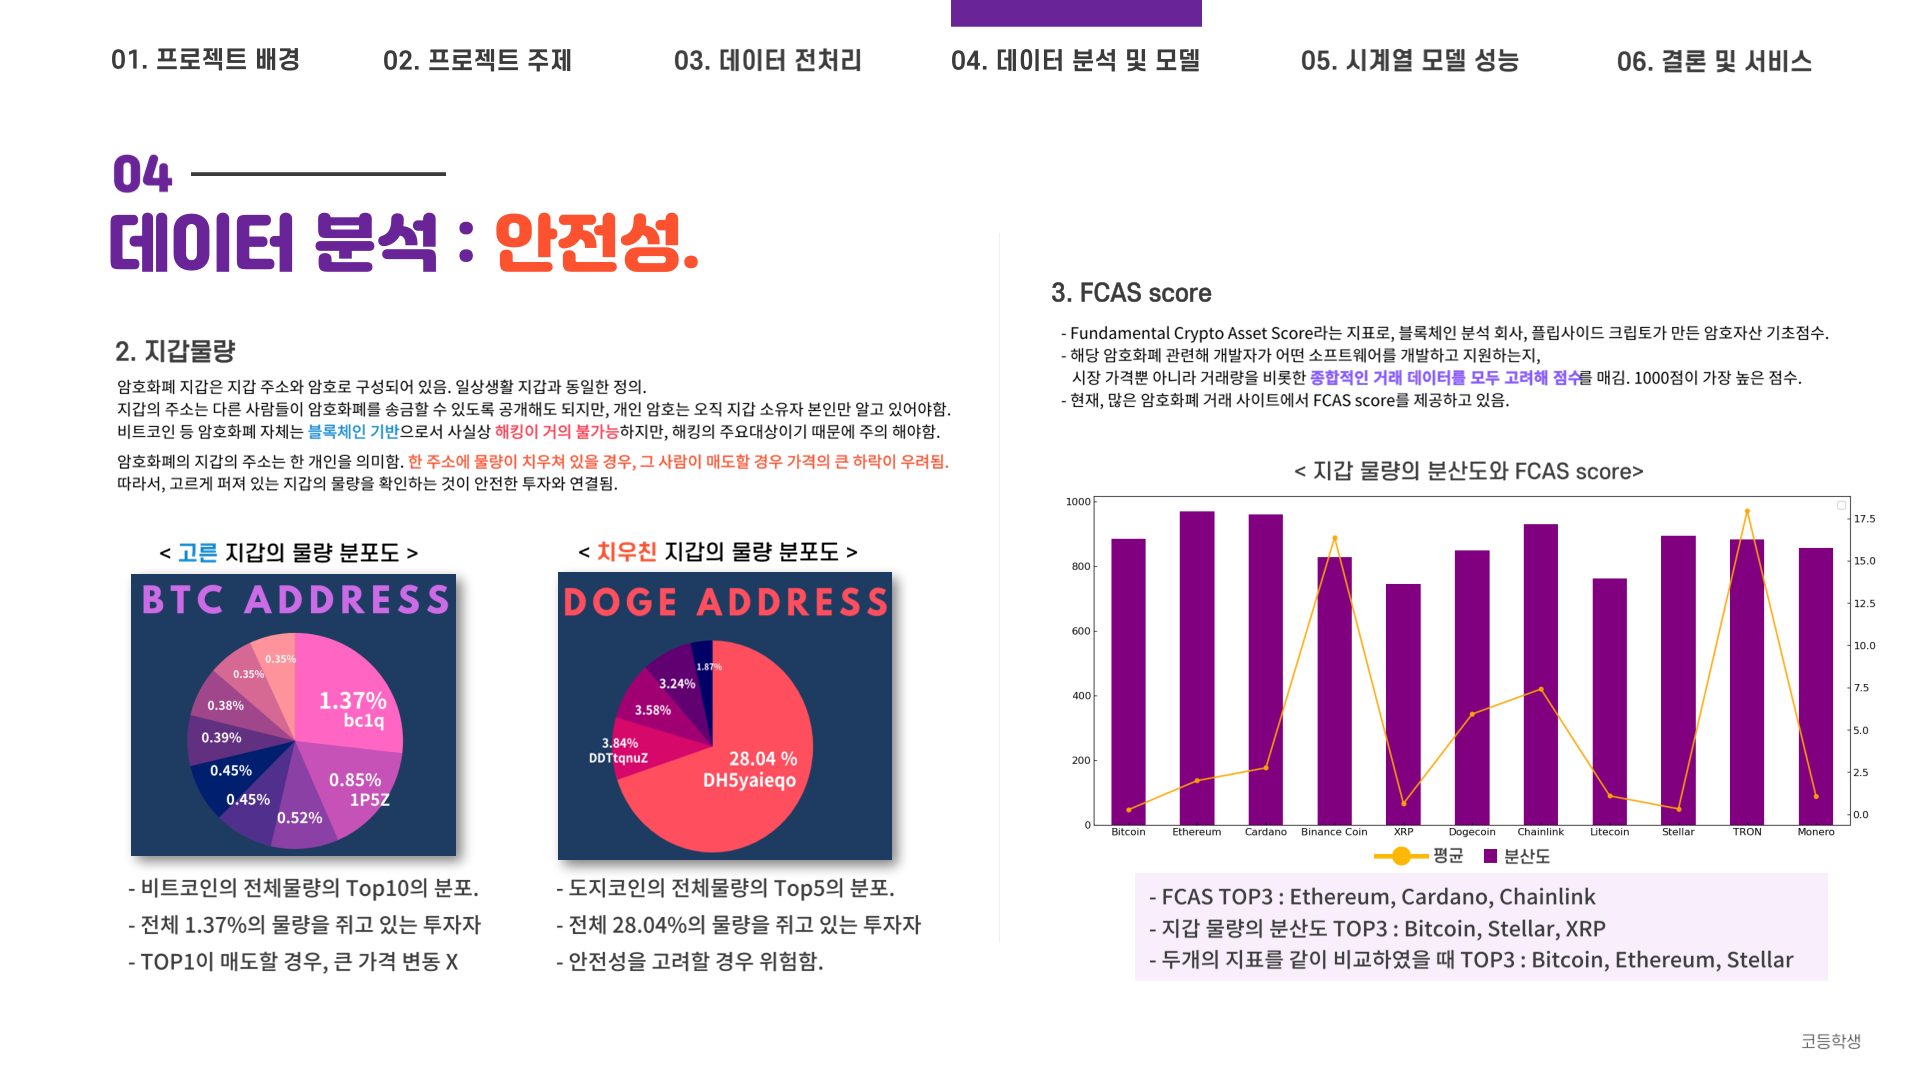 01. 프로젝트 배경
02. 프로젝트 주제
03. 데이터 전처리
04. 데이터 분석 및 모델
05. 시계열 모델 성능
06. 결론 및 서비스
04
데이터 분석 : 안전성.
2. 지갑물량
암호화폐 지갑은 지갑 주소와 암호로 구성되어 있음. 일상생활 지갑과 동일한 정의.
지갑의 주소는 다른 사람들이 암호화폐를 송금할 수 있도록 공개해도 되지만, 개인 암호는 오직 지갑 소유자 본인만 알고 있어야함.
비트코인 등 암호화폐 자체는 블록체인 기반으로서 사실상 해킹이 거의 불가능하지만, 해킹의 주요대상이기 때문에 주의 해야함.
암호화폐의 지갑의 주소는 한 개인을 의미함. 한 주소에 물량이 치우쳐 있을 경우, 그 사람이 매도할 경우 가격의 큰 하락이 우려됨.
따라서, 고르게 퍼져 있는 지갑의 물량을 확인하는 것이 안전한 투자와 연결됨.
< 고른 지갑의 물량 분포도 >
BTC ADDRESS
0.35%
0.35%
1.37%
bc1q
0.38%
0.39%
0.45%
0.85%
1P5Z
0.45%
0.52%
- 비트코인의 전체물량의 Top10의 분포.
- 전체 1.37%의 물량을 쥐고 있는 투자자
- TOP1이 매도할 경우, 큰 가격 변동 X
< 치우친 지갑의 물량 분포도 >
DOGE ADDRESS
1.87%
3.24%
3.58%
3.84%
DDTtqnuZ
28.04 %
DH5yaieqo
- 도지코인의 전체물량의 Top5의 분포.
- 전체 28.04%의 물량을 쥐고 있는 투자자
- 안전성을 고려할 경우 위험함.
3. FCAS score
- Fundamental Crypto Asset Score라는 지표로, 블록체인 분석 회사, 플립사이드 크립토가 만든 암호자산 기초점수.
- 해당 암호화폐 관련해 개발자가 어떤 소프트웨어를 개발하고 지원하는지,
시장 가격뿐 아니라 거래량을 비롯한 종합적인 거래 데이터를 모두 고려해 점수를 매김. 1000점이 가장 높은 점수.
- 현재, 많은 암호화폐 거래 사이트에서 FCAS score를 제공하고 있음.
< 지갑 물량의 분산도와 FCAS score>
1000
800
600
400
200
0
17.5
15.0
12.5
10.0
7.5
5.0
2.5
0.0
Bitcoin Ethereum Cardano Binance Coin XRP Dogecoin Chainlink Litecoin Stellar TRON Monero
평균 분산도
- FCAS TOP3 : Ethereum, Cardano, Chainlink
- 지갑 물량의 분산도 TOP3 : Bitcoin, Stellar, XRP
- 두개의 지표를 같이 비교하였을 때 TOP3 : Bitcoin, Ethereum, Stellar
코등학생